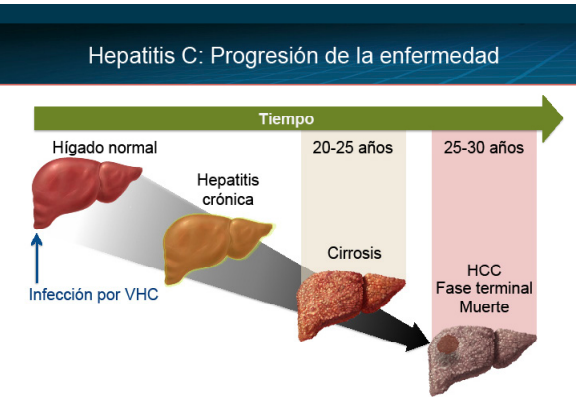 Hepatitis C: Progresión de la enfermedad
Tiempo
Hígado normal
20-25 años
25-30 años
Hepatitis
crónica
Cirrosis
HCC
Fase terminal
Muerte
Infección por VHC